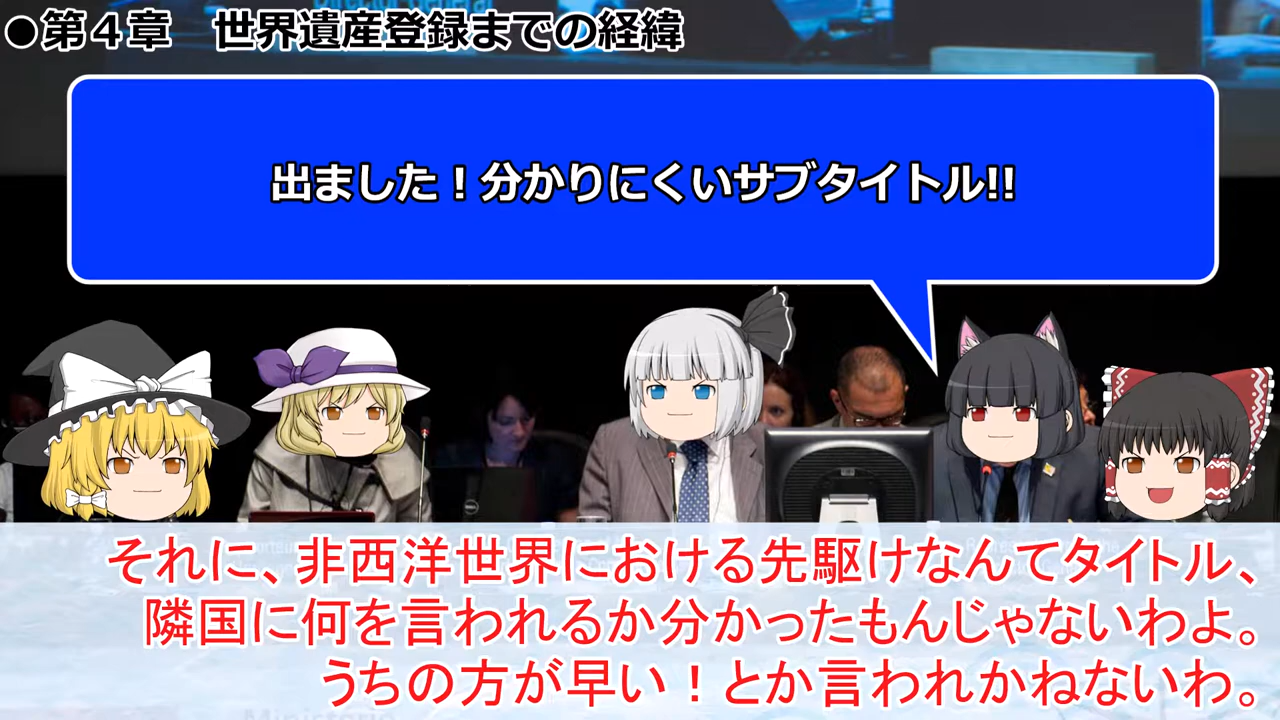 ●第４章　世界遺産登録までの経緯
出ました！分かりにくいサブタイトル!!
それに、非西洋世界における先駆けなんてタイトル、
隣国に何を言われるか分かったもんじゃないわよ。
うちの方が早い！とか言われかねないわ。